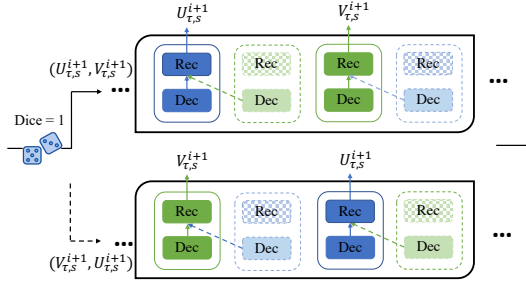 U^{i+1}_{τ,s}
V^{i+1}_{τ,s}
(U^{i+1}_{τ,s}, V^{i+1}_{τ,s})
Rec Rec Rec Rec
... ...
Dec Dec Dec Dec
Dice = 1
V^{i+1}_{τ,s}
U^{i+1}_{τ,s}
Rec Rec Rec Rec
... ...
Dec Dec Dec Dec
(V^{i+1}_{τ,s}, U^{i+1}_{τ,s})